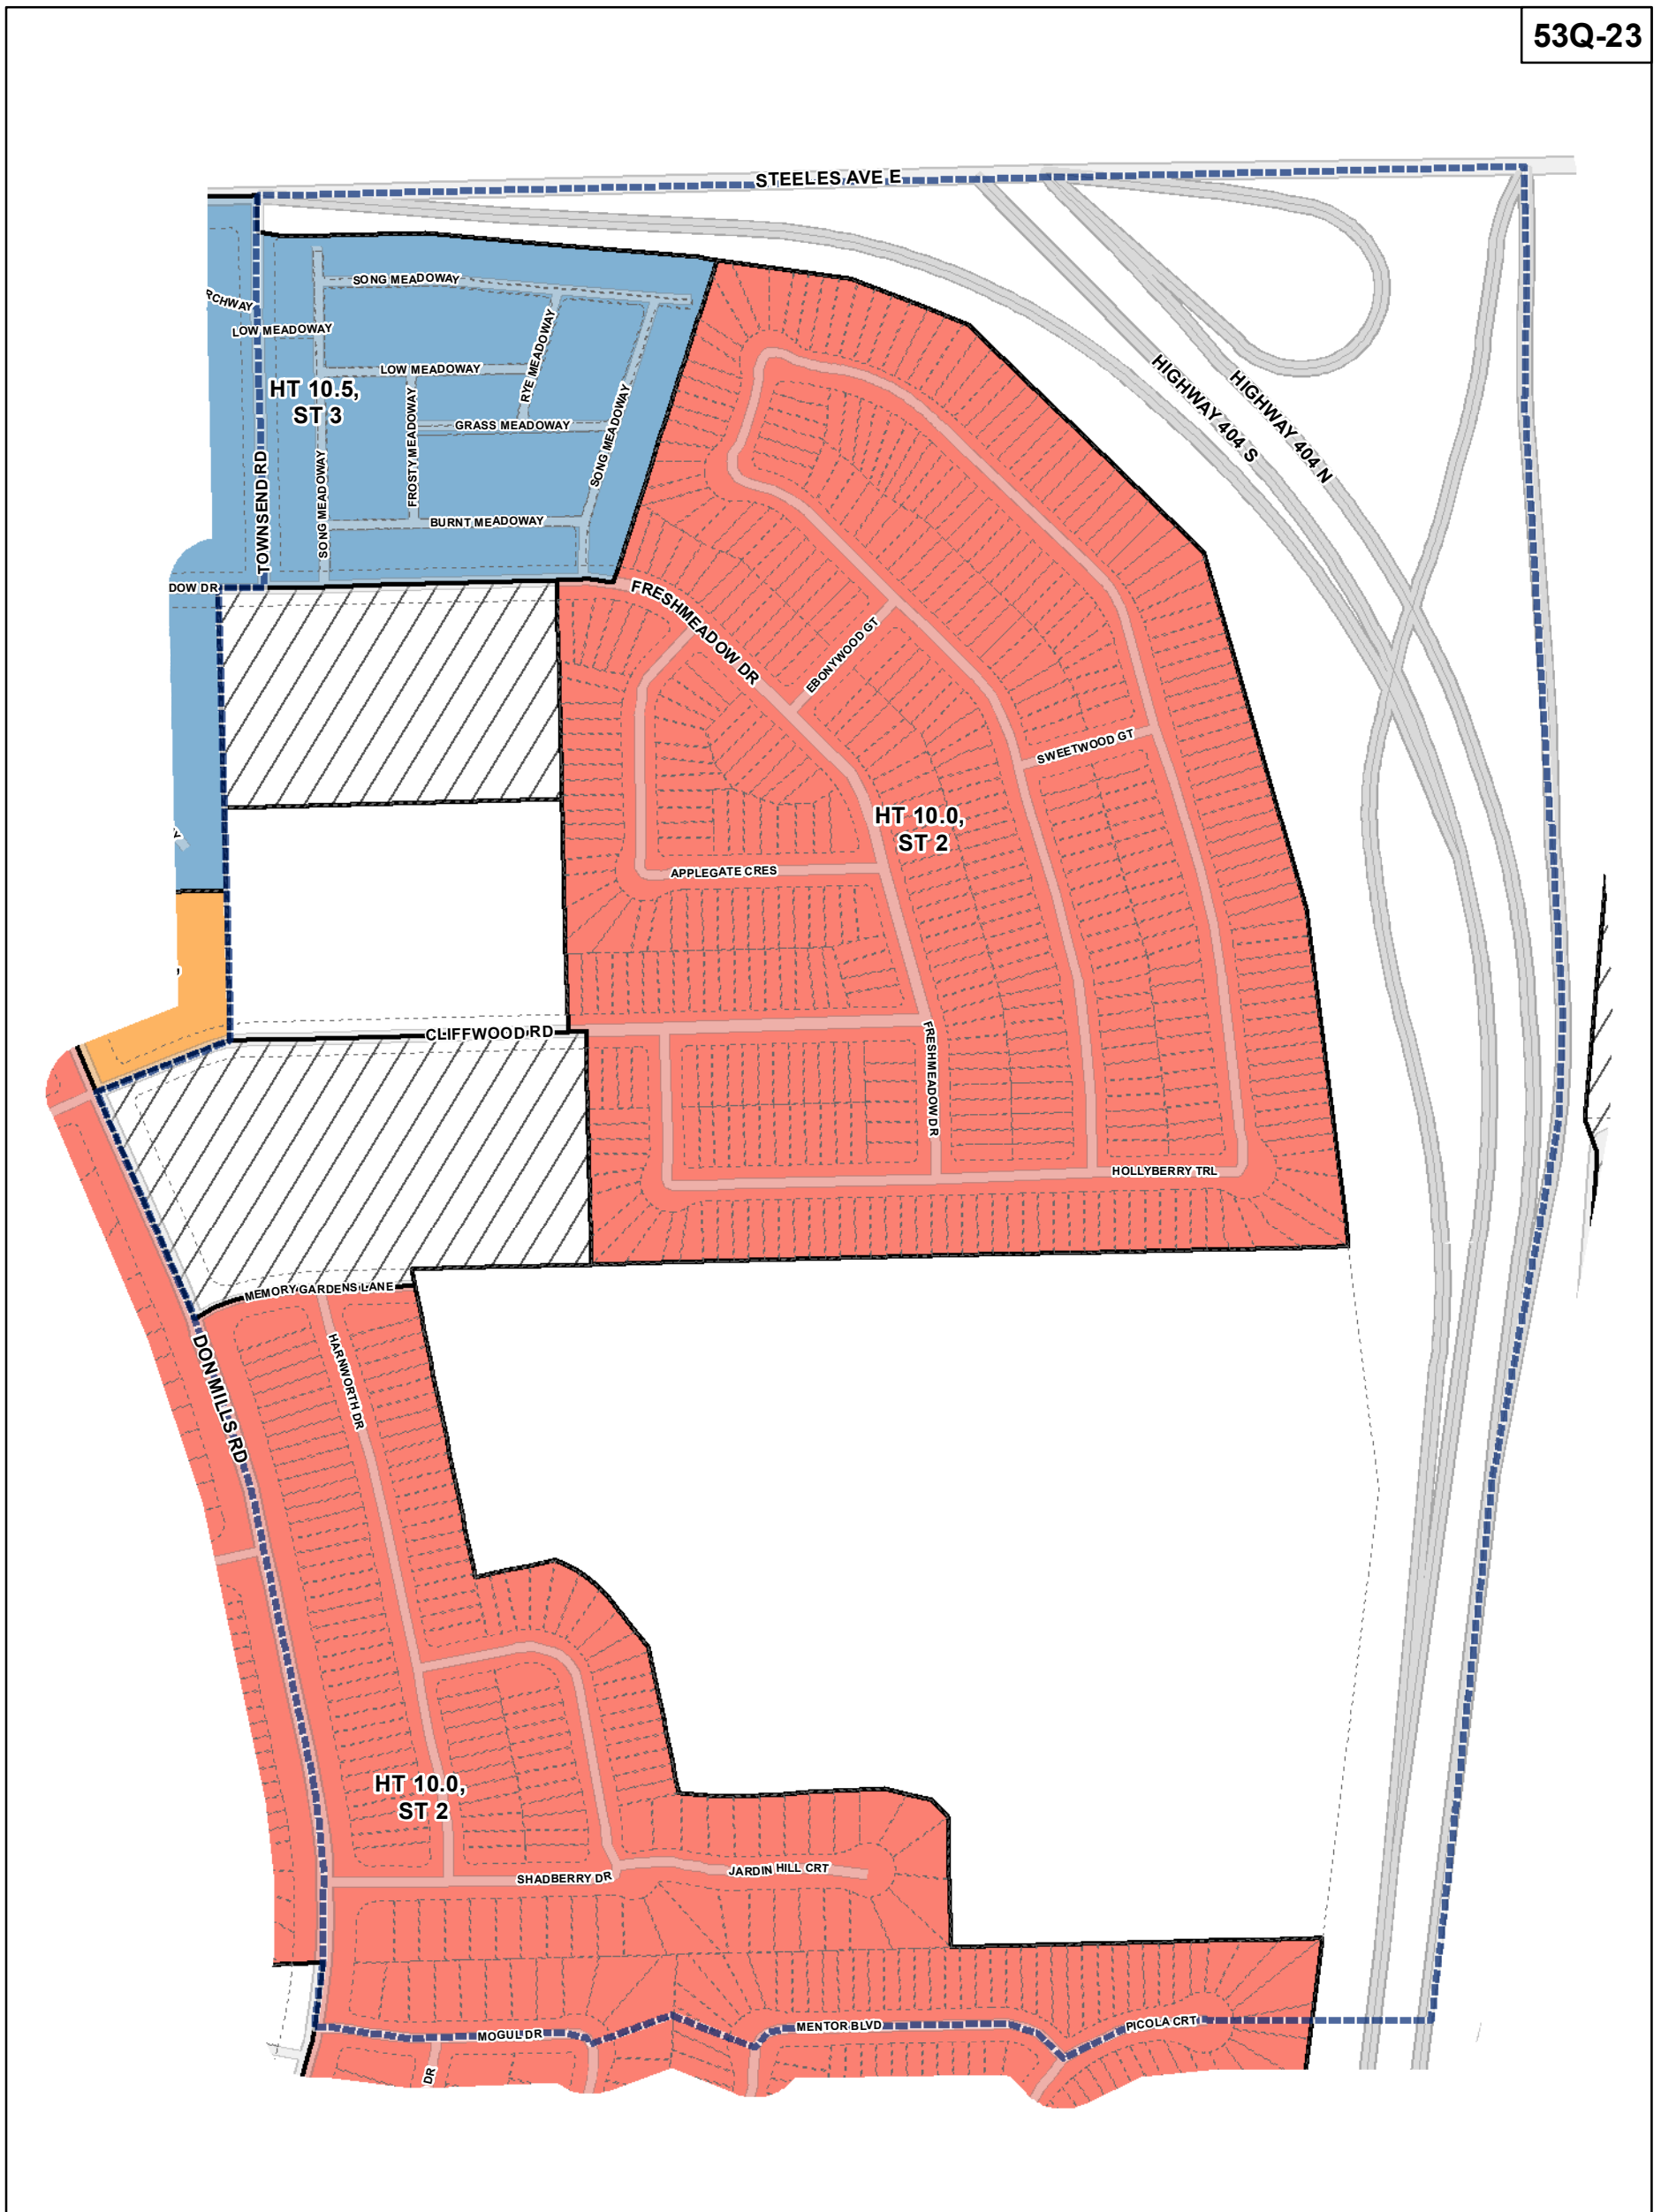 53Q-23
STEELES AVE E
SONG MEADOWAY
RCHWAY
LOW MEADOWAY
RYE MEADOWAY
LOW MEADOWAY
HT 10.5,
ST 3
HIGHWAY 404 S
HIGHWAY 404 N
FROSTY MEADOWAY
GRASS MEADOWAY
SONG MEADOWAY
TOWNSEND RD
SONG MEADOWAY
BURNT MEADOWAY
DOW DR
FRESHMEADOW DR
EBONYWOOD GT
SWEETWOOD GT
HT 10.0,
ST 2
APPLEGATE CRES
CLIFFWOOD RD
FRESHMEADOW DR
HOLLYBERRY TRL
MEMORY GARDENS LANE
DON MILLS RD
HARNWORTH DR
HT 10.0,
ST 2
SHADBERRY DR
JARDIN HILL CRT
MOGUL DR
MENTOR BLVD
PICOLA CRT
DR